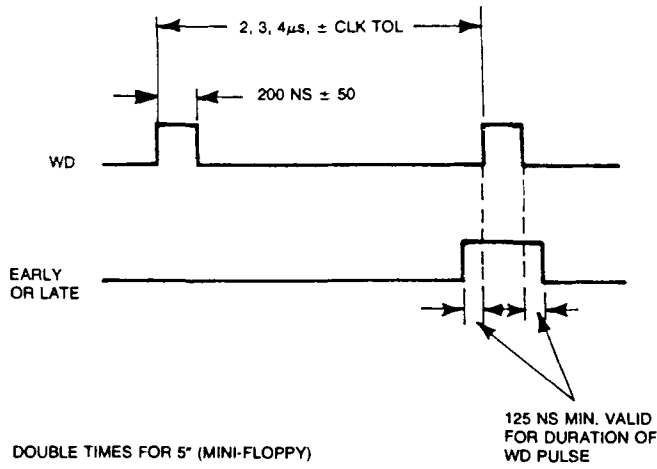 2, 3, 4μs, ± CLK TOL
200 NS ± 50
WD
EARLY
OR LATE
125 NS MIN. VALID
FOR DURATION OF
WD PULSE
DOUBLE TIMES FOR 5" (MINI-FLOPPY)